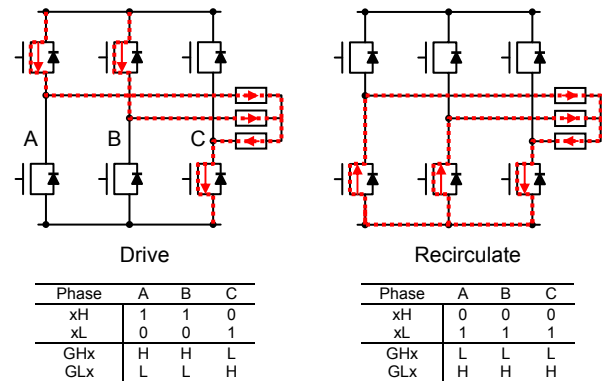 A B C
Drive Recirculate
Phase A B C Phase A B C
xH 1 1 0 xH 0 0 0
xL 0 0 1 xL 1 1 1
GHx H H L GHx L L L
GLx L L H GLx H H H